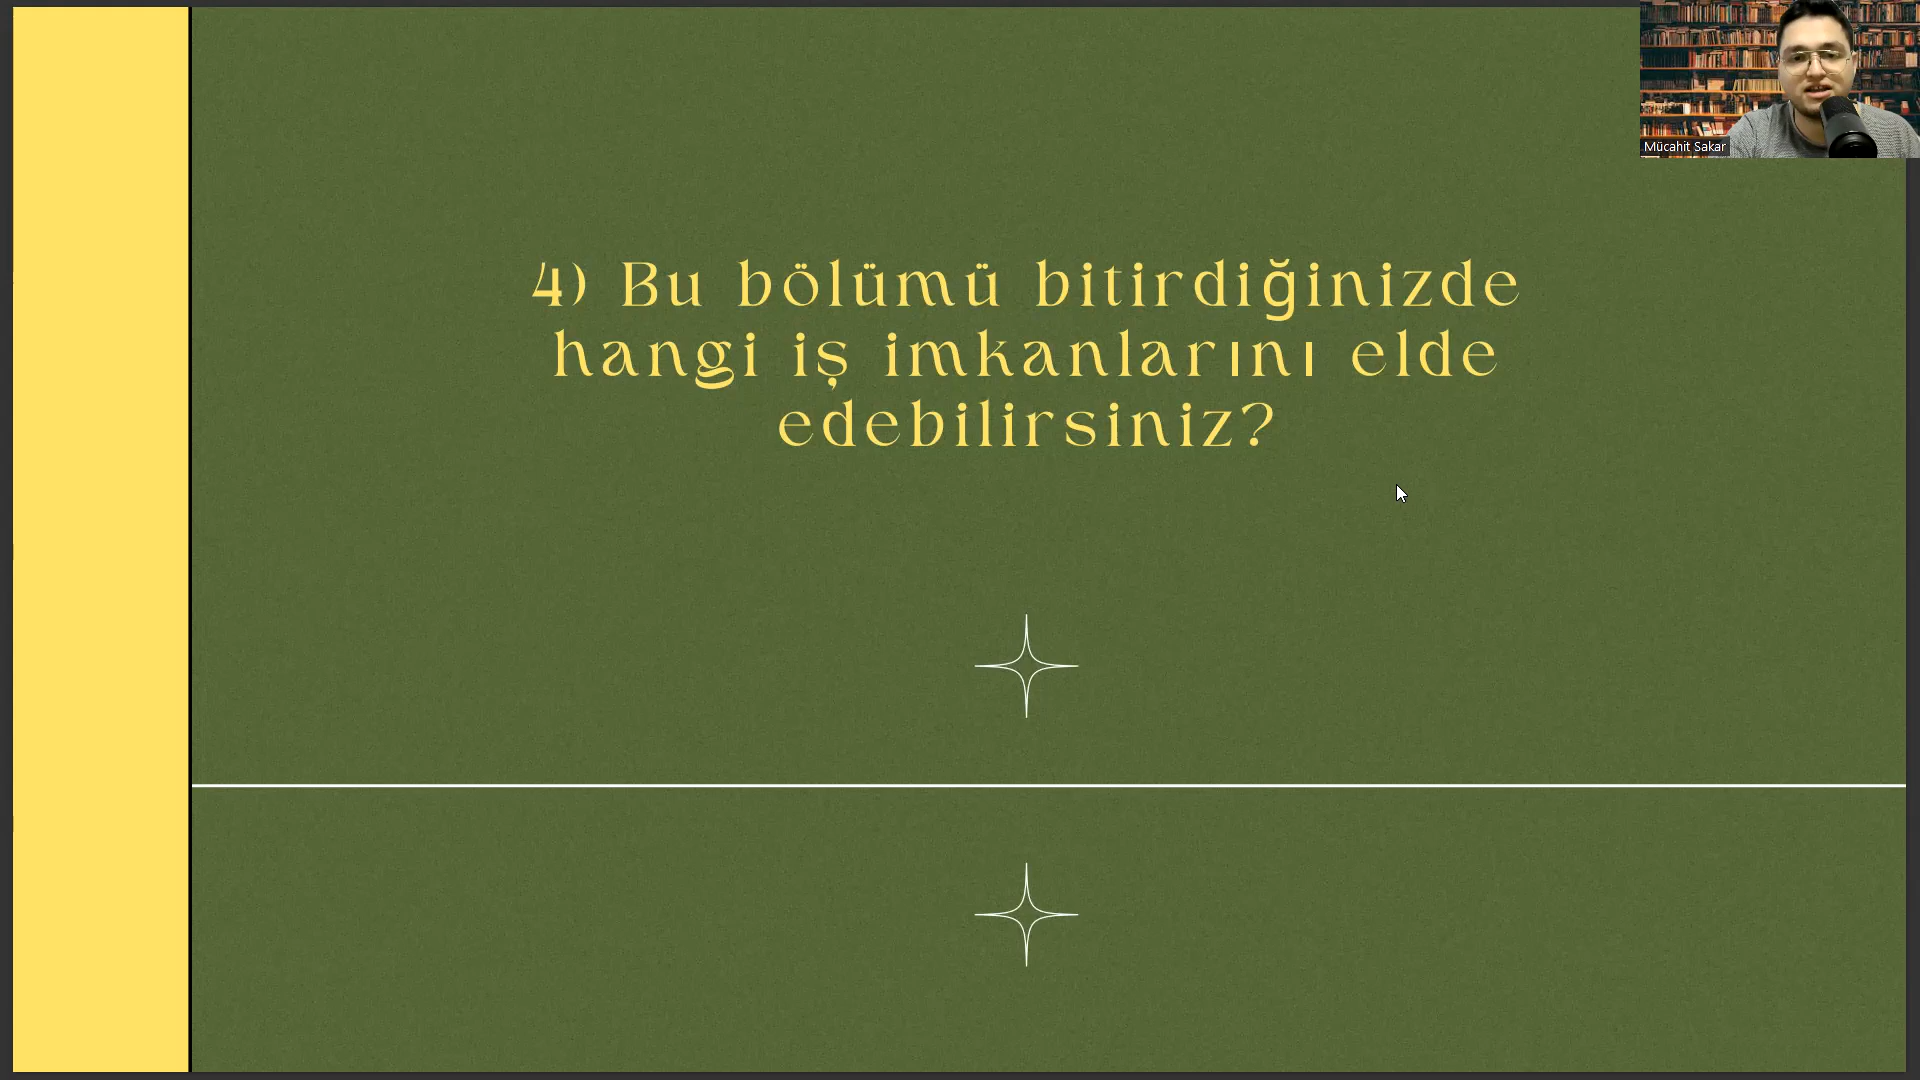 4) Bu bölümü bitirdiğinizde
hangi iş imkanlarını elde
edebilirsiniz?
Mücahit Sakar